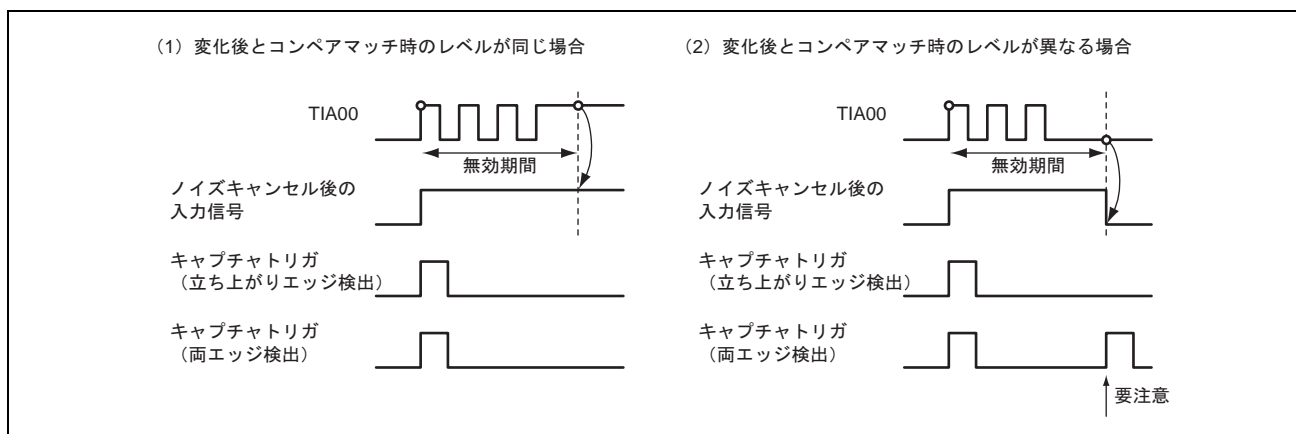 （1）変化後とコンペアマッチ時のレベルが同じ場合
TIA00
無効期間
ノイズキャンセル後の
入力信号
キャプチャトリガ
（立ち上がりエッジ検出）
キャプチャトリガ
（両エッジ検出）
（2）変化後とコンペアマッチ時のレベルが異なる場合
TIA00
無効期間
ノイズキャンセル後の
入力信号
キャプチャトリガ
（立ち上がりエッジ検出）
キャプチャトリガ
（両エッジ検出）
要注意